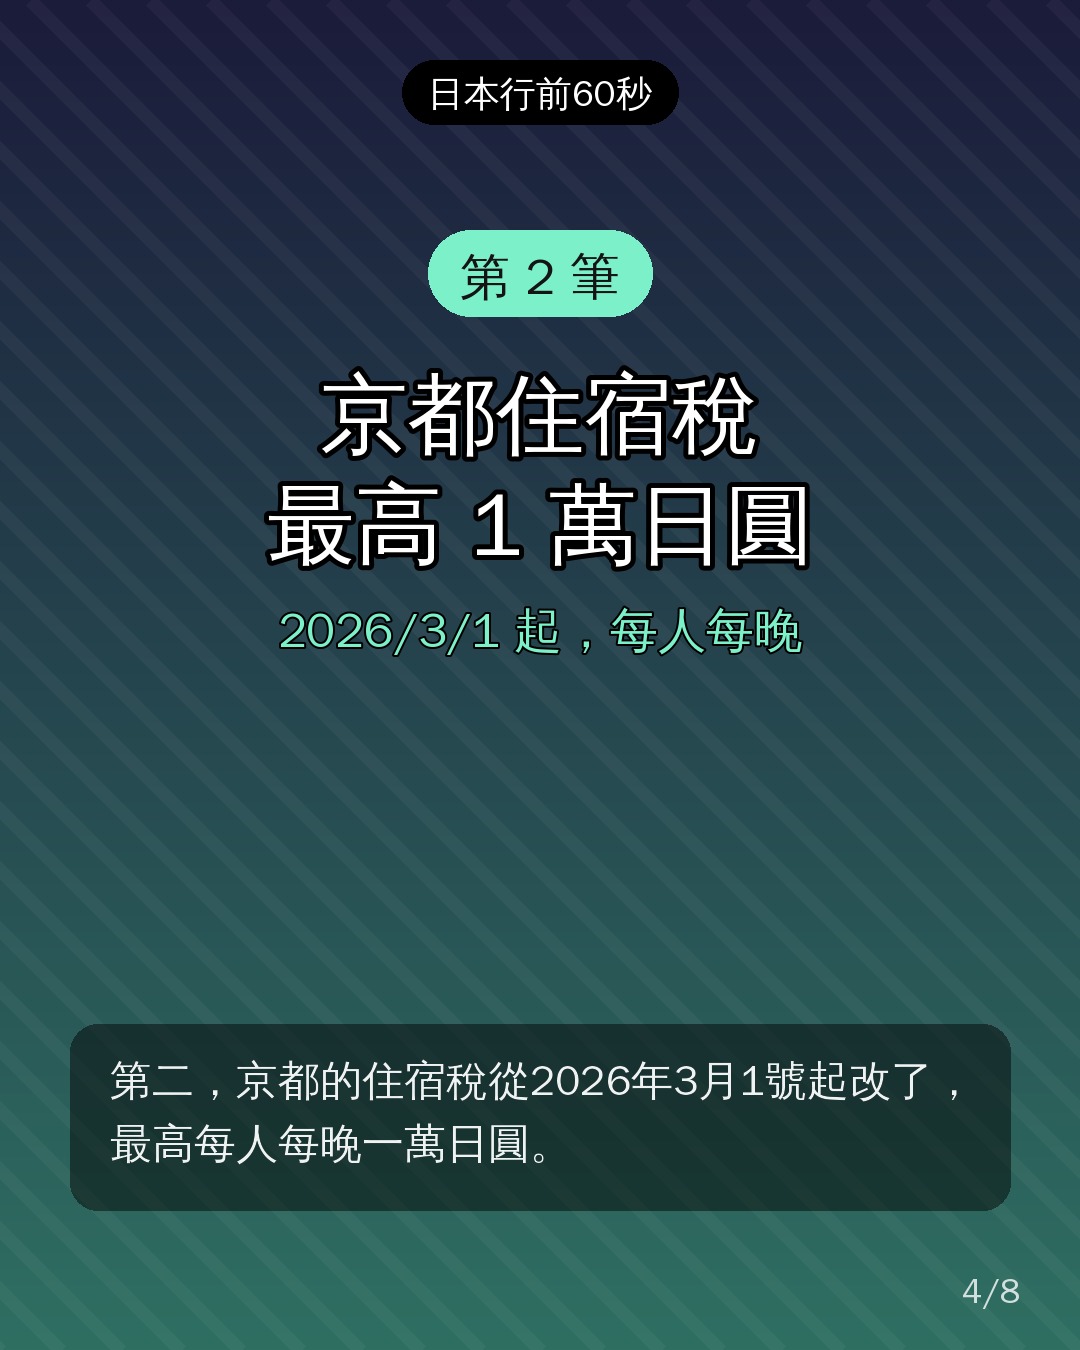 日本行前60秒
第 2 筆
京都住宿稅
最高 1 萬日圓
2026/3/1 起，每人每晚
第二，京都的住宿稅從2026年3月1號起改了，
最高每人每晚一萬日圓。
4/8